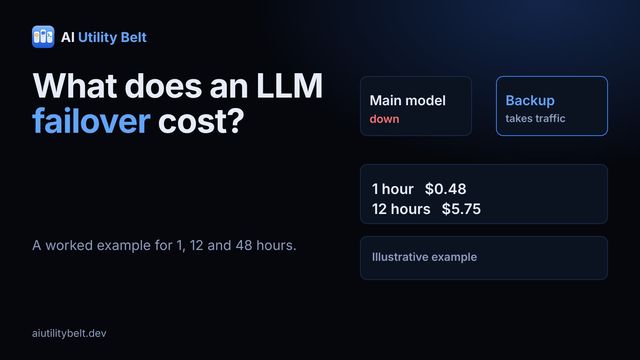 AI Utility Belt
What does an LLM
failover cost?
A worked example for 1, 12 and 48 hours.
aiutilitybelt.dev
Main model
down
Backup
takes traffic
1 hour $0.48
12 hours $5.75
Illustrative example